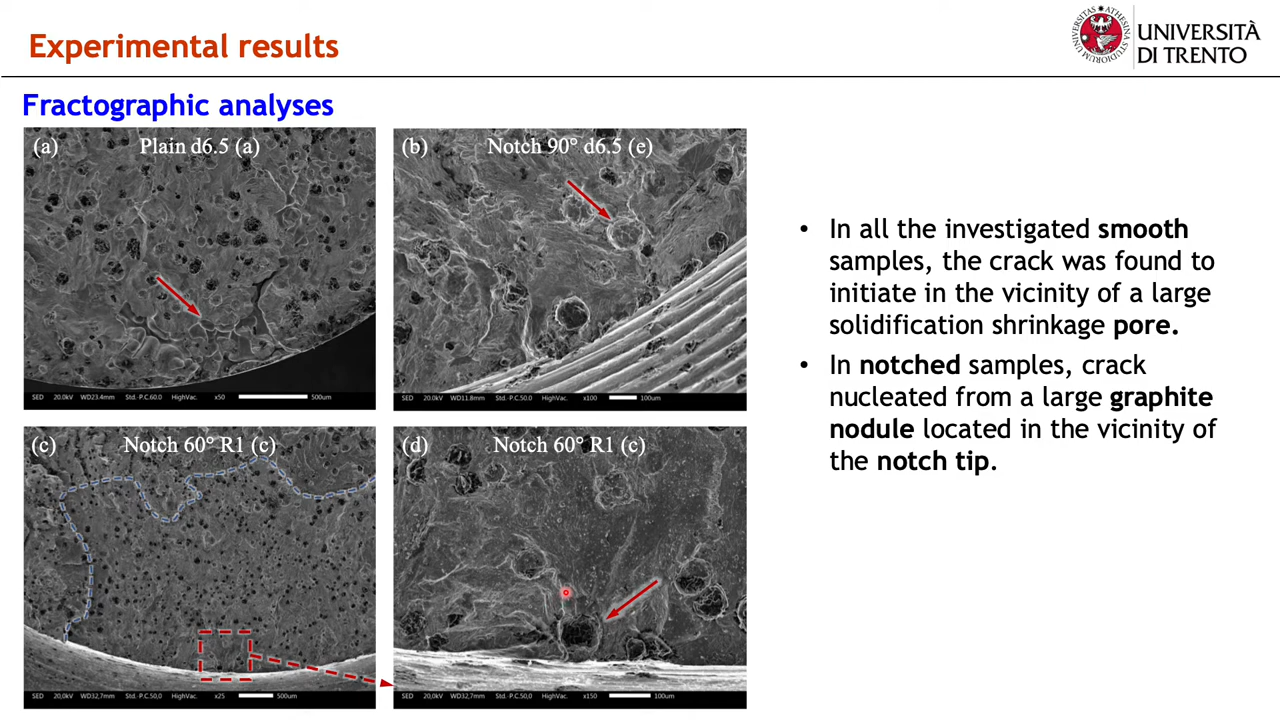 Experimental results
UNIVERSITÀ
DI TRENTO
Fractographic analyses
(a) Plain d6.5 (a)
SED 20.0kV WD23.4mm Std.-P.C.60.0 HighVac. x50 500um
(b) Notch 90° d6.5 (e)
SED 20.0kV WD11.8mm Std.-P.C.50.0 HighVac. x100 100um
(c) Notch 60° R1 (c)
SED 20,0kV WD32,7mm Std.-P.C.50,0 HighVac. x25 500um
(d) Notch 60° R1 (c)
SED 20,0kV WD32,7mm Std.-P.C.50,0 HighVac. x150 100um
• In all the investigated smooth
samples, the crack was found to
initiate in the vicinity of a large
solidification shrinkage pore.
• In notched samples, crack
nucleated from a large graphite
nodule located in the vicinity of
the notch tip.